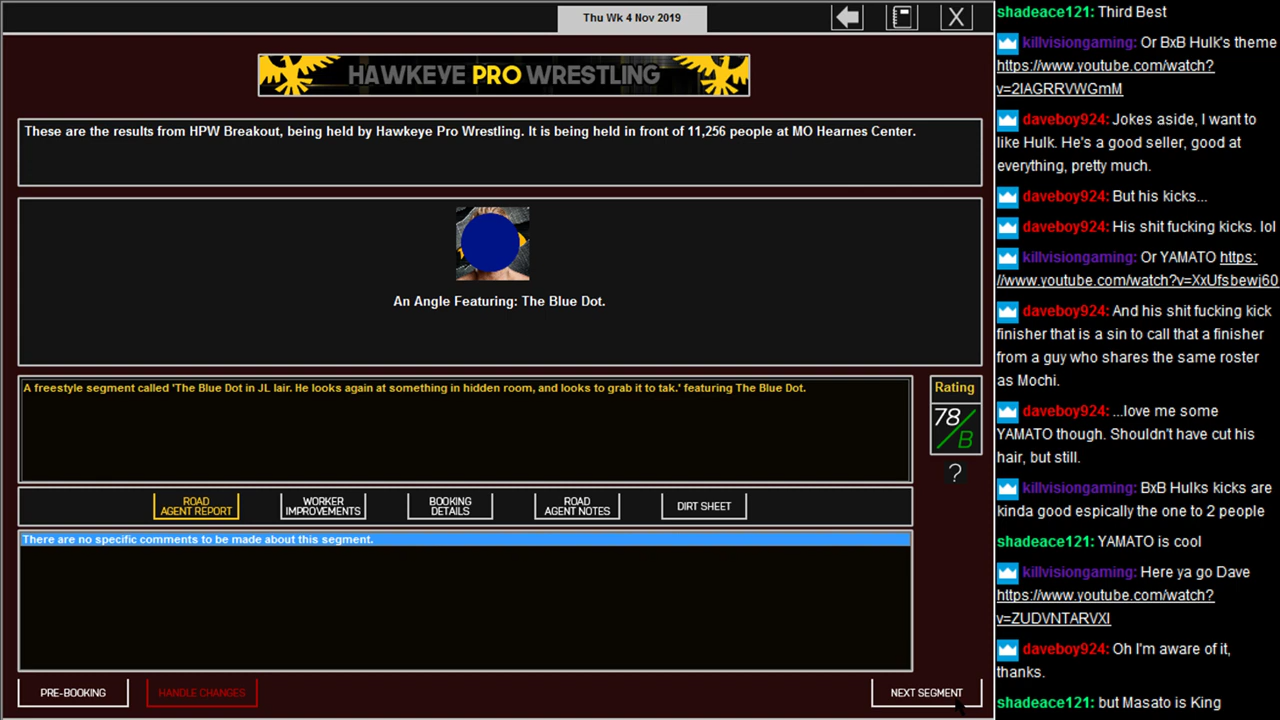 Thu Wk 4 Nov 2019
HAWKEYE PRO WRESTLING
These are the results from HPW Breakout, being held by Hawkeye Pro Wrestling. It is being held in front of 11,256 people at MO Hearnes Center.
An Angle Featuring: The Blue Dot.
A freestyle segment called 'The Blue Dot in JL lair. He looks again at something in hidden room, and looks to grab it to tak.' featuring The Blue Dot.
Rating
78/B
?
ROAD
AGENT REPORT
WORKER
IMPROVEMENTS
BOOKING
DETAILS
ROAD
AGENT NOTES
DIRT SHEET
There are no specific comments to be made about this segment.
PRE-BOOKING
HANDLE CHANGES
NEXT SEGMENT
shadeace121: Third Best
killvisiongaming: Or BxB Hulk's theme
https://www.youtube.com/watch?
v=2IAGRRVWGmM
daveboy924: Jokes aside, I want to
like Hulk. He's a good seller, good at
everything, pretty much.
daveboy924: But his kicks...
daveboy924: His shit fucking kicks. lol
killvisiongaming: Or YAMATO https:
//www.youtube.com/watch?v=XxUfsbewj60
daveboy924: And his shit fucking kick
finisher that is a sin to call that a finisher
from a guy who shares the same roster
as Mochi.
daveboy924: ...love me some
YAMATO though. Shouldn't have cut his
hair, but still.
killvisiongaming: BxB Hulks kicks are
kinda good espically the one to 2 people
shadeace121: YAMATO is cool
killvisiongaming: Here ya go Dave
https://www.youtube.com/watch?
v=ZUDVNTARVXI
daveboy924: Oh I'm aware of it,
thanks.
shadeace121: but Masato is King